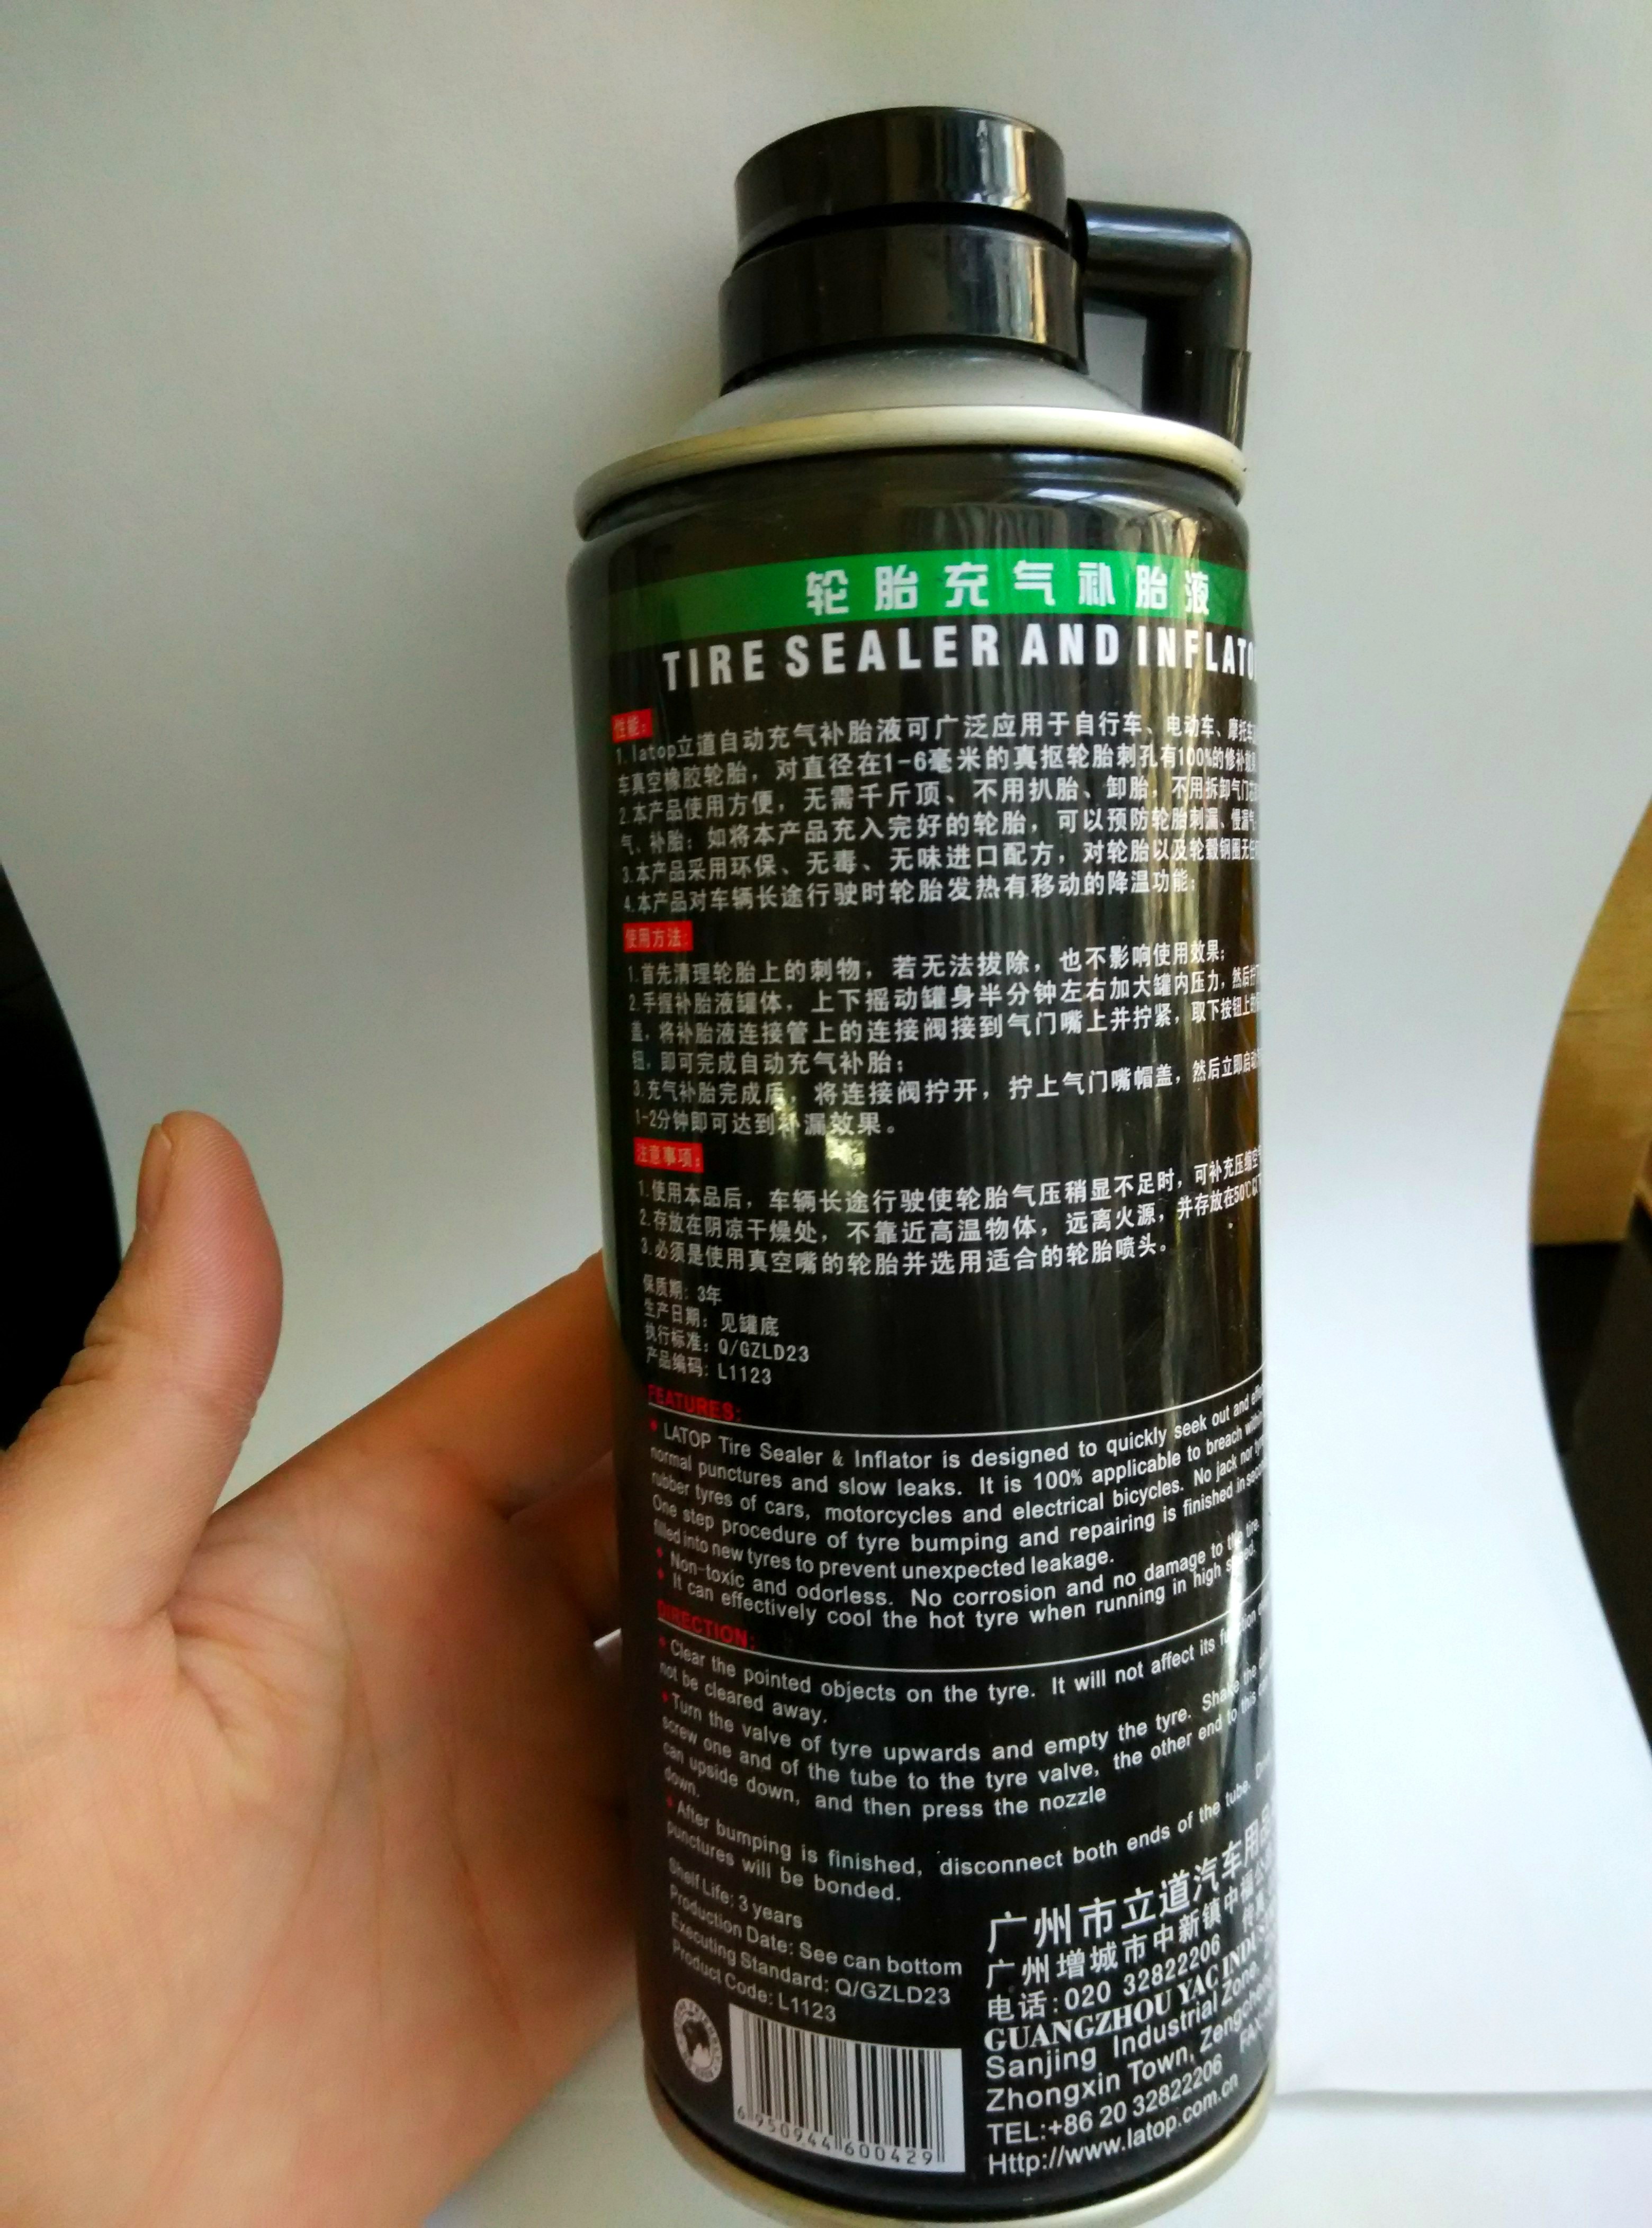 轮胎充气补胎液
TIRE SEALER AND INFLATO
性能:
1.latop立道自动充气补胎液可广泛应用于自行车、电动车、摩托车
车真空橡胶轮胎，对直径在1-6毫米的真抠轮胎刺孔有100%的修补效果
2.本产品使用方便，无需千斤顶、不用扒胎、卸胎，不用拆卸气门
气、补胎；如将本产品充入完好的轮胎，可以预防轮胎刺漏、慢漏气
3.本产品采用环保、无毒、无味进口配方，对轮胎以及轮毂钢圈无任
4.本产品对车辆长途行驶时轮胎发热有移动的降温功能；
使用方法:
1.首先清理轮胎上的刺物，若无法拔除，也不影响使用效果；
2.手握补胎液罐体，上下摇动罐身半分钟左右加大罐内压力，然后拧下
盖，将补胎液连接管上的连接阀接到气门嘴上并拧紧，取下按钮上的
钮，即可完成自动充气补胎；
3.充气补胎完成后，将连接阀拧开，拧上气门嘴帽盖，然后立即启动
1-2分钟即可达到补漏效果。
注意事项:
1.使用本品后，车辆长途行驶使轮胎气压稍显不足时，可补充压缩空
2.存放在阴凉干燥处，不靠近高温物体，远离火源，并存放在50℃以下
3.必须是使用真空嘴的轮胎并选用适合的轮胎喷头。
保质期: 3年
生产日期: 见罐底
执行标准: Q/GZLD23
产品编码: L1123
FEATURES:
LATOP Tire Sealer & Inflator is designed to quickly seek out and
normal punctures and slow leaks. It is 100% applicable to breach within
rubber tyres of cars, motorcycles and electrical bicycles. No jack nor
One step procedure of tyre bumping and repairing is finished in
filled into new tyres to prevent unexpected leakage.
Non-toxic and odorless. No corrosion and no damage to the tire.
It can effectively cool the hot tyre when running in high speed.
DIRECTION:
Clear the pointed objects on the tyre. It will not affect its function
not be cleared away.
Turn the valve of tyre upwards and empty the tyre. Shake the
screw one and of the tube to the tyre valve, the other end to this
can upside down, and then press the nozzle
down.
After bumping is finished, disconnect both ends of the tube.
punctures will be bonded.
Shelf Life: 3 years
Production Date: See can bottom
Executing Standard: Q/GZLD23
Product Code: L1123
6 950944 600429
广州市立道汽车用品
广州增城市中新镇中福
电话:020 32822206
GUANGZHOU YAC INDUS
Sanjing Industrial Zone,
Zhongxin Town, Zengcheng
TEL:+86 20 32822206 FAX
Http://www.latop.com.cn